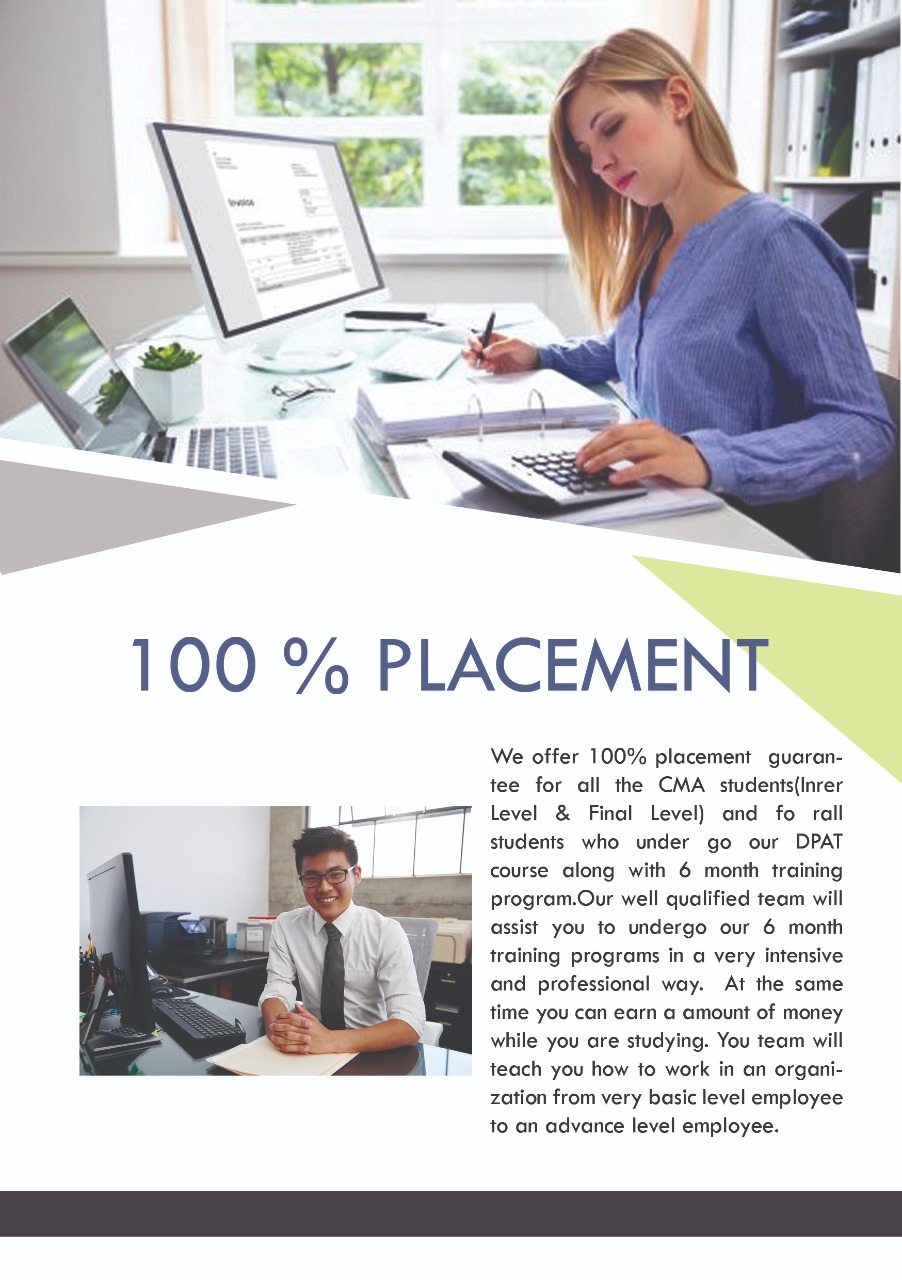 Invoice
100 % PLACEMENT
We offer 100% placement guaran-
tee for all the CMA students(Inrer
Level & Final Level) and fo rall
students who under go our DPAT
course along with 6 month training
program.Our well qualified team will
assist you to undergo our 6 month
training programs in a very intensive
and professional way. At the same
time you can earn a amount of money
while you are studying. You team will
teach you how to work in an organi-
zation from very basic level employee
to an advance level employee.